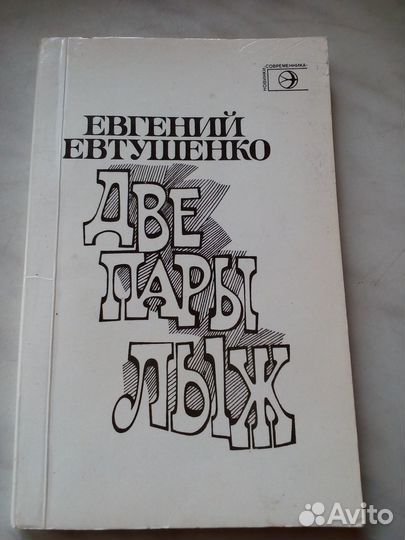 НОВИНКИ
СОВРЕМЕННИКА
ЕВГЕНИЙ
ЕВТУШЕНКО
ДВЕ
ПАРЫ
ЛЫЖ
Avito